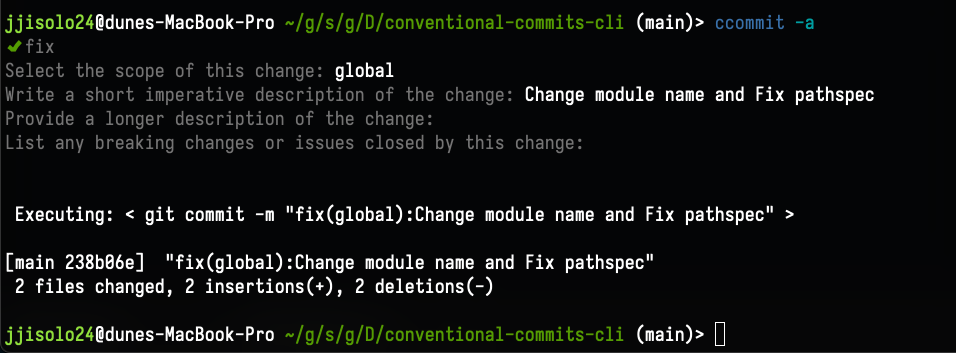 jjisolo24@dunes-MacBook-Pro ~/g/s/g/D/conventional-commits-cli (main)> ccommit -a
✔fix
Select the scope of this change: global
Write a short imperative description of the change: Change module name and Fix pathspec
Provide a longer description of the change:
List any breaking changes or issues closed by this change:
Executing: < git commit -m "fix(global):Change module name and Fix pathspec" >
[main 238b06e]  "fix(global):Change module name and Fix pathspec"
2 files changed, 2 insertions(+), 2 deletions(-)
jjisolo24@dunes-MacBook-Pro ~/g/s/g/D/conventional-commits-cli (main)>